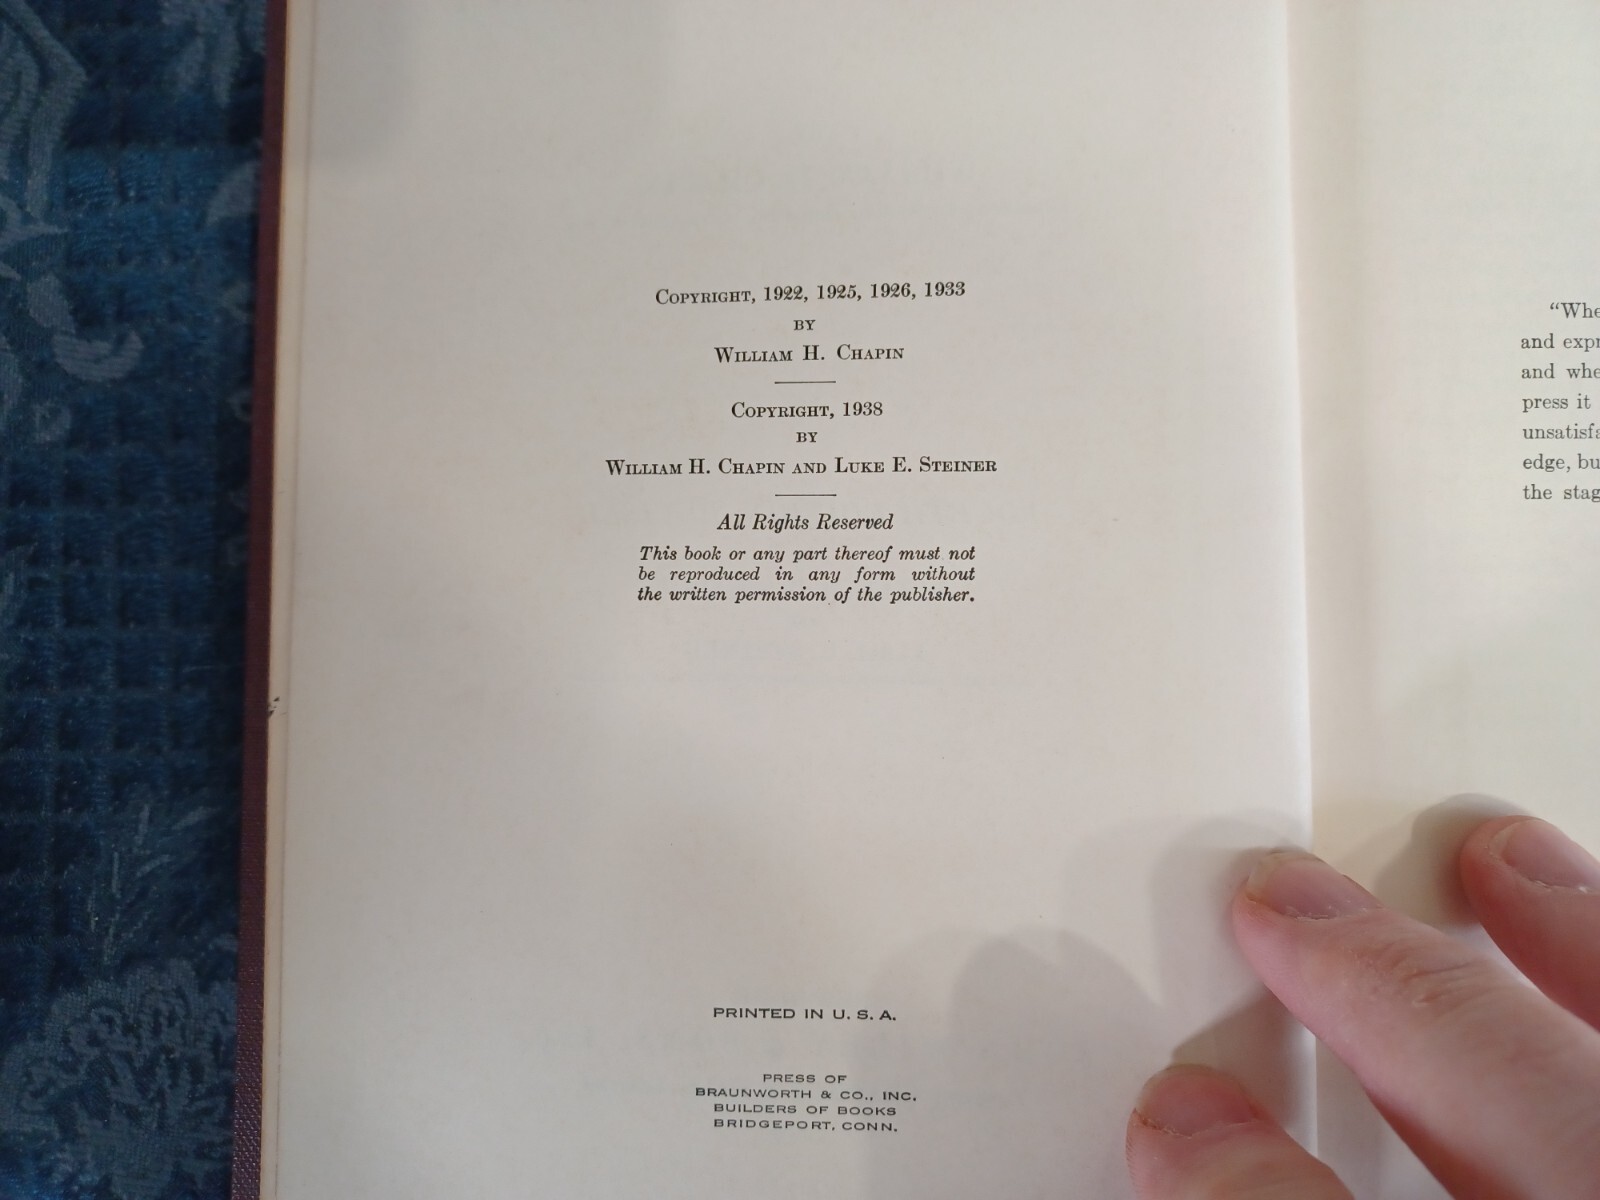 Copyright, 1922, 1925, 1926, 1933
BY
William H. Chapin
Copyright, 1938
BY
William H. Chapin and Luke E. Steiner
All Rights Reserved
This book or any part thereof must not
be reproduced in any form without
the written permission of the publisher.
PRINTED IN U. S. A.
PRESS OF
BRAUNWORTH & CO., INC.
BUILDERS OF BOOKS
BRIDGEPORT, CONN.
and
and
press it
edge,
the